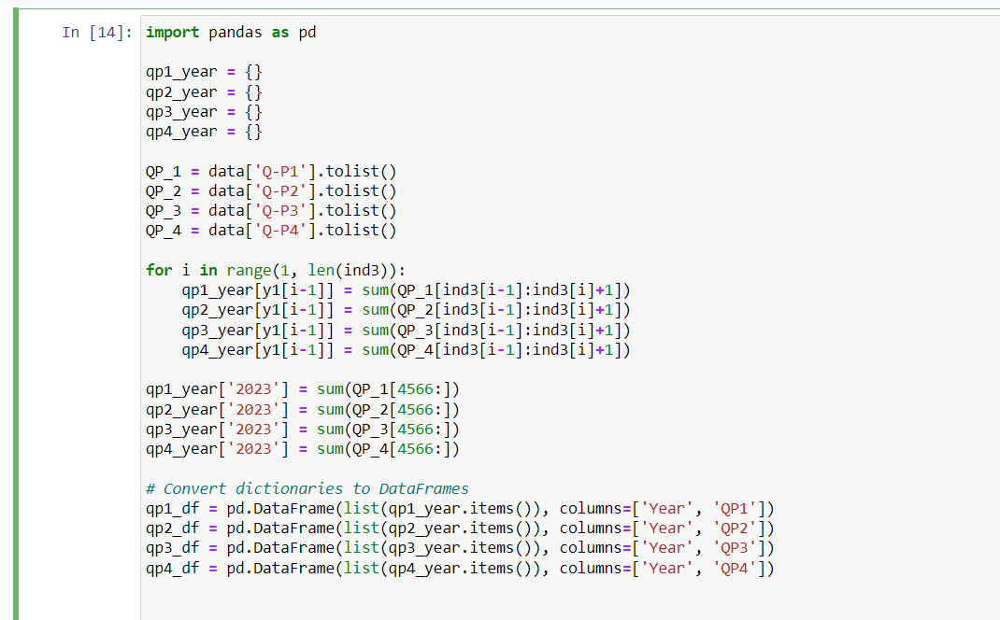 In [14]: import pandas as pd
qp1_year = {}
qp2_year = {}
qp3_year = {}
qp4_year = {}
QP_1 = data['Q-P1'].tolist()
QP_2 = data['Q-P2'].tolist()
QP_3 = data['Q-P3'].tolist()
QP_4 = data['Q-P4'].tolist()
for i in range(1, len(ind3)):
    qp1_year[y1[i-1]] = sum(QP_1[ind3[i-1]:ind3[i]+1])
    qp2_year[y1[i-1]] = sum(QP_2[ind3[i-1]:ind3[i]+1])
    qp3_year[y1[i-1]] = sum(QP_3[ind3[i-1]:ind3[i]+1])
    qp4_year[y1[i-1]] = sum(QP_4[ind3[i-1]:ind3[i]+1])
qp1_year['2023'] = sum(QP_1[4566:])
qp2_year['2023'] = sum(QP_2[4566:])
qp3_year['2023'] = sum(QP_3[4566:])
qp4_year['2023'] = sum(QP_4[4566:])
# Convert dictionaries to DataFrames
qp1_df = pd.DataFrame(list(qp1_year.items()), columns=['Year', 'QP1'])
qp2_df = pd.DataFrame(list(qp2_year.items()), columns=['Year', 'QP2'])
qp3_df = pd.DataFrame(list(qp3_year.items()), columns=['Year', 'QP3'])
qp4_df = pd.DataFrame(list(qp4_year.items()), columns=['Year', 'QP4'])